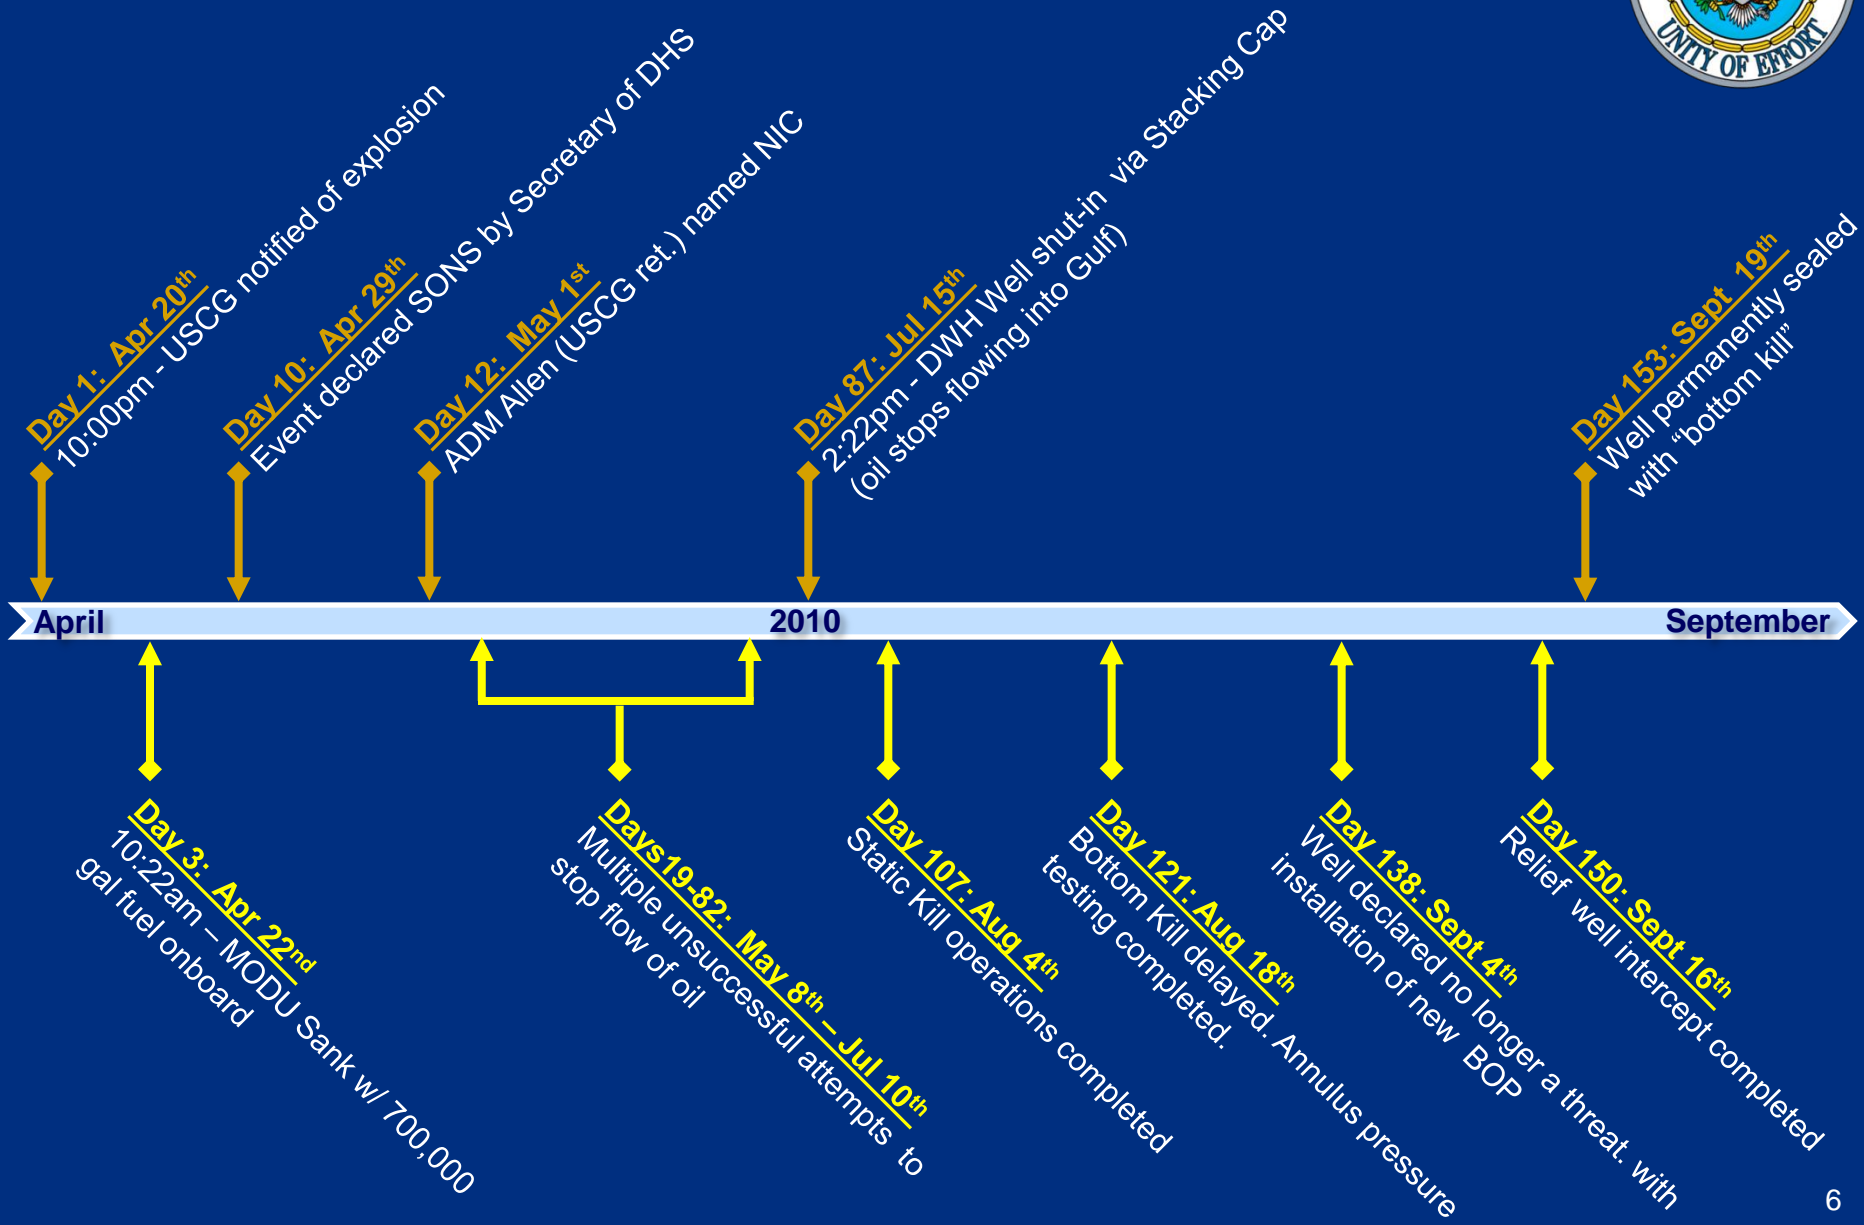 UNITY OF EFFORT
Day 1:  Apr 20th
10:00pm - USCG notified of explosion
Day 10:  Apr 29th
Event declared SONS by Secretary of DHS
Day 12:  May 1st
ADM Allen (USCG ret.) named NIC
Day 87: Jul 15th
2:22pm - DWH Well shut-in  via Stacking Cap
(oil stops flowing into Gulf)
Day 153: Sept  19th
Well permanently sealed
with “bottom kill”
April
2010
September
Day 3:  Apr 22nd
10:22am – MODU Sank w/ 700,000
gal fuel onboard
Days19-82:  May 8th – Jul 10th
Multiple unsuccessful attempts  to
stop flow of oil
Day 107: Aug 4th
Static Kill operations completed
Day 121: Aug 18th
Bottom Kill delayed. Annulus pressure
testing completed.
Day 138: Sept 4th
Well declared no longer a threat. with
installation of new  BOP
Day 150: Sept 16th
Relief  well intercept completed
6